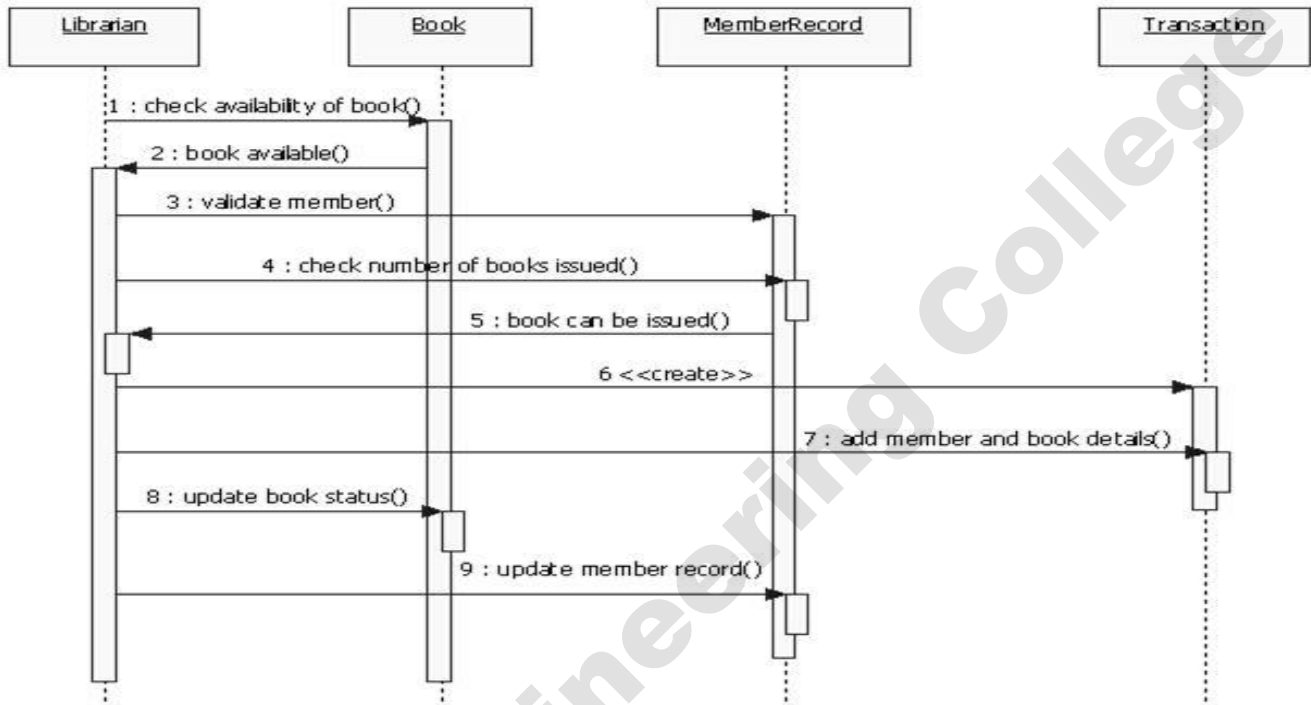 Librarian
Book
MemberRecord
Transaction
1 : check availability of book()
2 : book available()
3 : validate member()
4 : check number of books issued()
5 : book can be issued()
6 <<create>>
7 : add member and book details()
8 : update book status()
9 : update member record()
ineering College